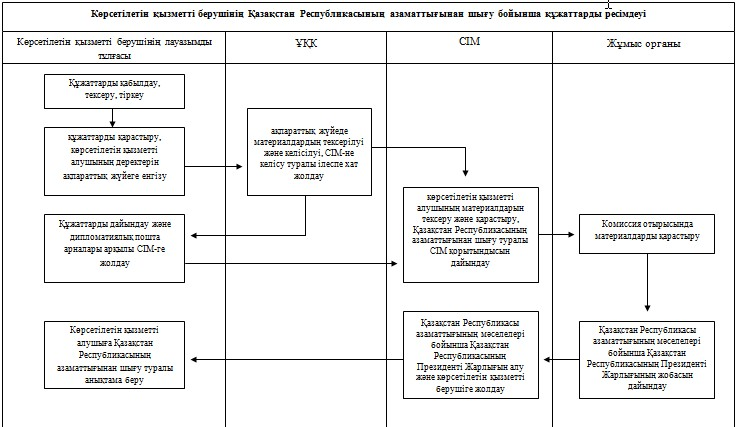 Көрсетілетін қызметті берушінің Қазақстан Республикасының азаматтығынан шығу бойынша құжаттарды ресімдеуі
Көрсетілетін қызметті берушінің лауазымды
тұлғасы
ҰҚК
СІМ
Жұмыс органы
Құжаттарды қабылдау,
тексеру, тіркеу
құжаттарды қарастыру,
көрсетілетін қызметті
алушының деректерін
ақпараттық жүйеге енгізу
ақпараттық жүйеде
материалдардың тексерілуі
және келісілуі, СІМ-не
келісу туралы ілеспе хат
жолдау
Құжаттарды дайындау және
дипломатиялық пошта
арналары арқылы СІМ-ге
жолдау
көрсетілетін қызметті
алушының материалдарын
тексеру және қарастыру,
Қазақстан Республикасының
азаматтығынан шығу туралы
СІМ қорытындысын
дайындау
Комиссия отырысында
материалдарды қарастыру
Көрсетілетін қызметті
алушыға Қазақстан
Республикасының
азаматтығынан шығу туралы
анықтама беру
Қазақстан Республикасы
азаматтығының мәселелері
бойынша Қазақстан
Республикасының
Президенті Жарлығын алу
және көрсетілетін қызметті
берушіге жолдау
Қазақстан Республикасы
азаматтығының мәселелері
бойынша Қазақстан
Республикасының Президенті
Жарлығының жобасын
дайындау